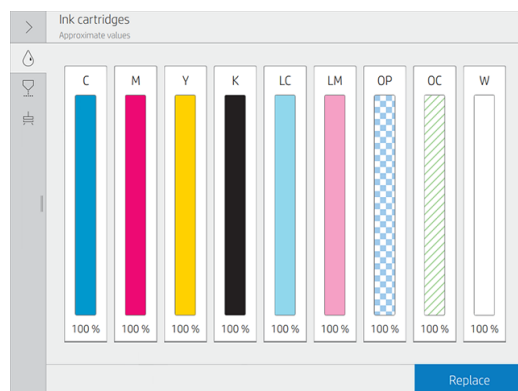 Ink cartridges
Approximate values
C M Y K LC LM OP OC W
100 % 100 % 100 % 100 % 100 % 100 % 100 % 100 % 100 %
Replace